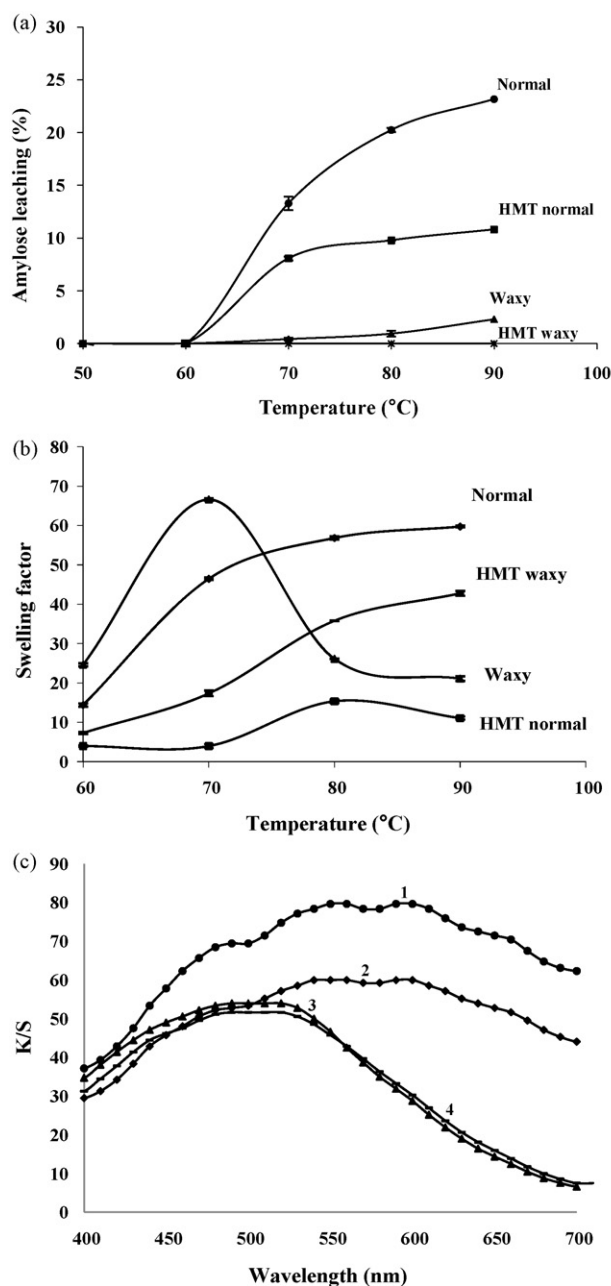 (a)
30
25
20
15
10
5
0
Amylose leaching (%)
Normal
HMT normal
Waxy
HMT waxy
50 60 70 80 90 100
Temperature (°C)
(b)
80
70
60
50
40
30
20
10
0
Swelling factor
Normal
HMT waxy
Waxy
HMT normal
60 70 80 90 100
Temperature (°C)
(c)
90
80
70
60
50
40
30
20
10
0
K/S
1
2
3
4
400 450 500 550 600 650 700
Wavelength (nm)